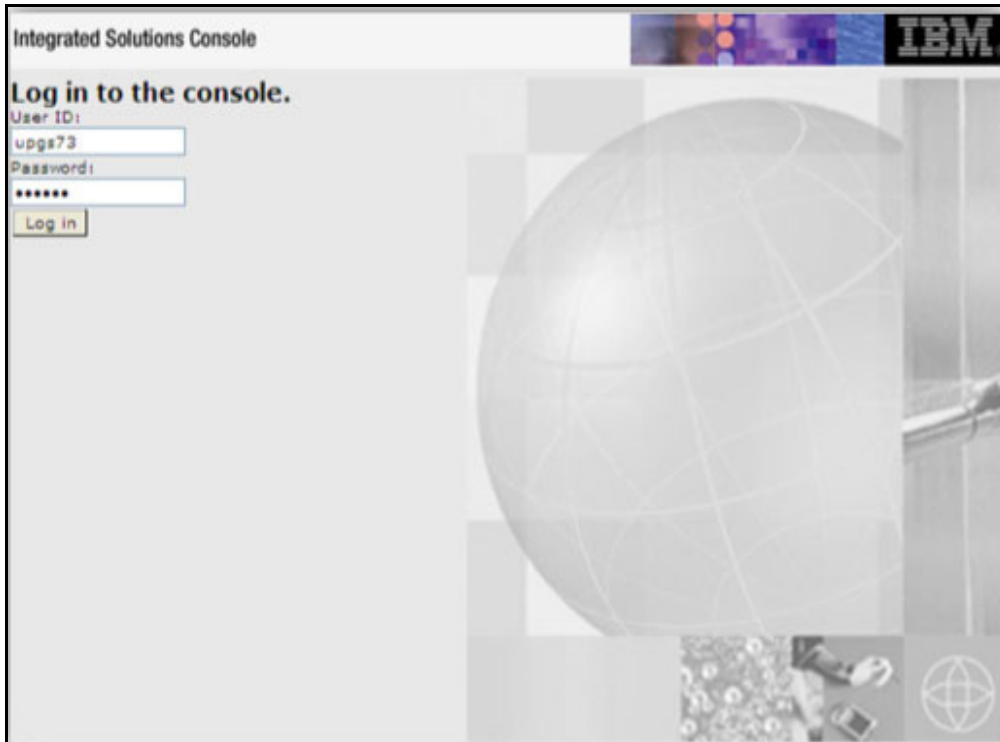 Integrated Solutions Console
IBM.
Log in to the console.
User ID:
upgs73
Password:
••••••
Log in